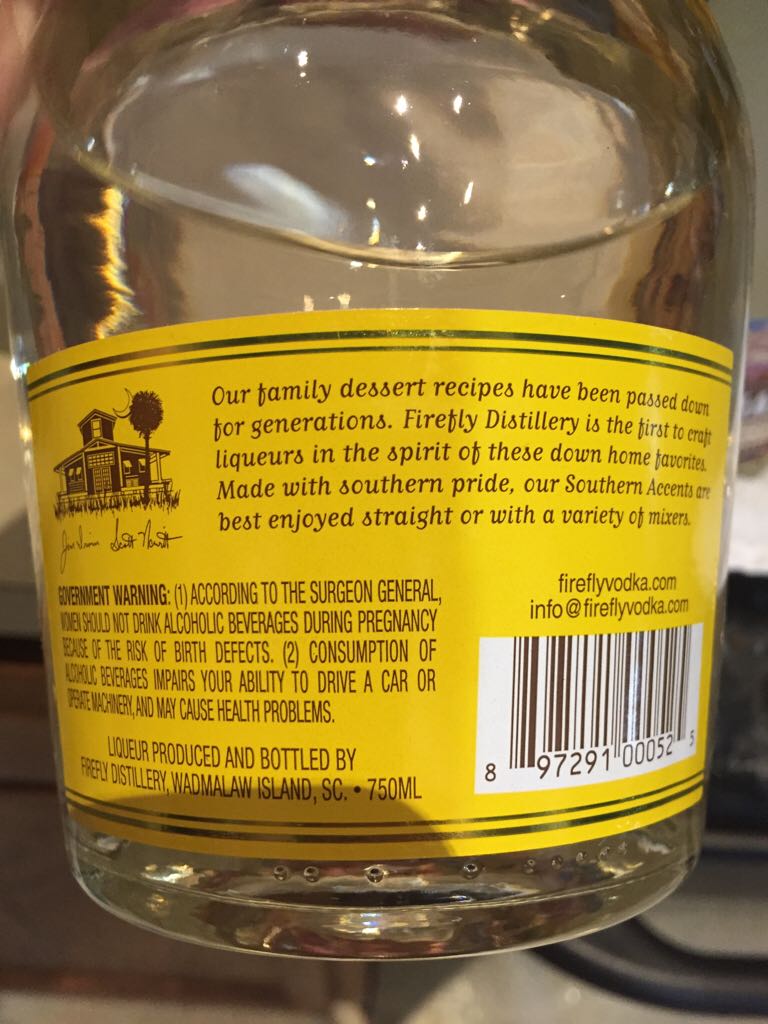 Our family dessert recipes have been passed down
for generations. Firefly Distillery is the first to craft
liqueurs in the spirit of these down home favorites.
Made with southern pride, our Southern Accents are
best enjoyed straight or with a variety of mixers.
GOVERNMENT WARNING: (1) ACCORDING TO THE SURGEON GENERAL,
WOMEN SHOULD NOT DRINK ALCOHOLIC BEVERAGES DURING PREGNANCY
BECAUSE OF THE RISK OF BIRTH DEFECTS. (2) CONSUMPTION OF
ALCOHOLIC BEVERAGES IMPAIRS YOUR ABILITY TO DRIVE A CAR OR
OPERATE MACHINERY, AND MAY CAUSE HEALTH PROBLEMS.
LIQUEUR PRODUCED AND BOTTLED BY
FIREFLY DISTILLERY, WADMALAW ISLAND, SC. • 750ML
fireflyvodka.com
info@fireflyvodka.com
8 97291 00052 5